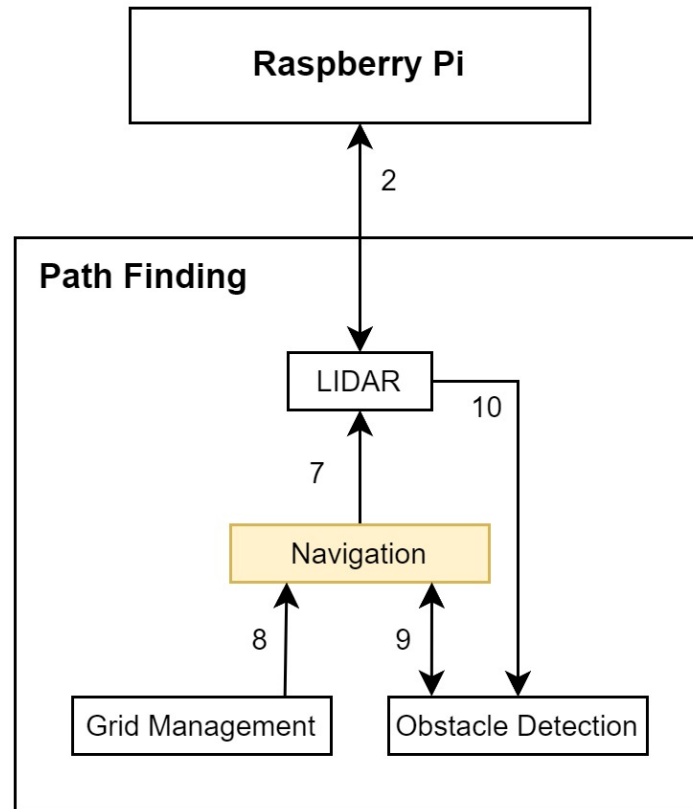 Raspberry Pi
2
Path Finding
LIDAR
10
7
Navigation
8
9
Grid Management
Obstacle Detection